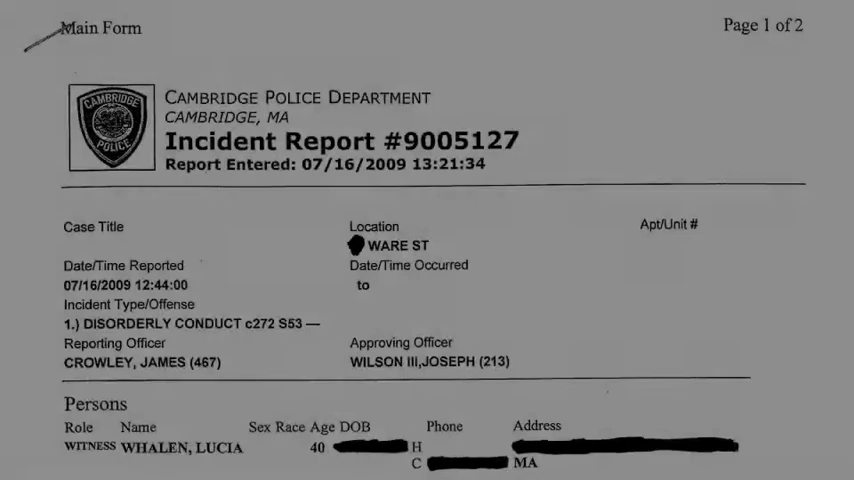 Main Form
Page 1 of 2
CAMBRIDGE POLICE
CAMBRIDGE POLICE DEPARTMENT
CAMBRIDGE, MA
Incident Report #9005127
Report Entered: 07/16/2009 13:21:34
Case Title Location Apt/Unit #
WARE ST
Date/Time Reported Date/Time Occurred
07/16/2009 12:44:00 to
Incident Type/Offense
1.) DISORDERLY CONDUCT c272 S53 —
Reporting Officer Approving Officer
CROWLEY, JAMES (467) WILSON III,JOSEPH (213)
Persons
Role Name Sex Race Age DOB Phone Address
WITNESS WHALEN, LUCIA 40 H
C MA